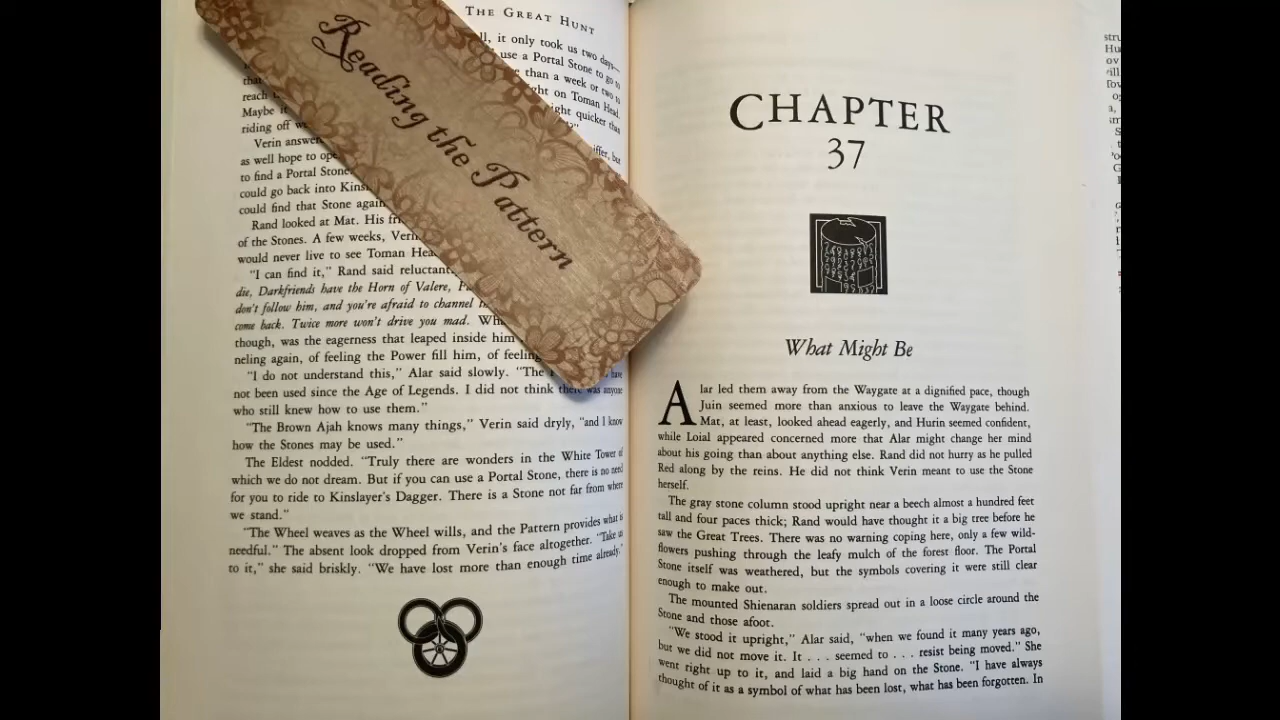 THE GREAT HUNT
Reading the Pattern
ll, it only took us two days—
use a Portal Stone to go to
than a week or two to
ght on Toman Head.
ight quicker than
that
reach
Maybe it
riding off
Verin answer
iffer, but
as well hope to ope
to find a Portal Stone
could go back into Kins
could find that Stone again
Rand looked at Mat. His fri
of the Stones. A few weeks, Veri
would never live to see Toman Hea
"I can find it," Rand said reluctant
die, Darkfriends have the Horn of Valere,
don't follow him, and you're afraid to channel
come back. Twice more won't drive you mad.
though, was the eagerness that leaped inside him
neling again, of feeling the Power fill him, of feeling
"I do not understand this," Alar said slowly. "The
not been used since the Age of Legends. I did not think there was anyone
who still knew how to use them."
"The Brown Ajah knows many things," Verin said dryly, "and I know
how the Stones may be used."
The Eldest nodded. "Truly there are wonders in the White Tower of
which we do not dream. But if you can use a Portal Stone, there is no need
for you to ride to Kinslayer's Dagger. There is a Stone not far from where
we stand."
"The Wheel weaves as the Wheel wills, and the Pattern provides what is
needful." The absent look dropped from Verin's face altogether. "Take us
to it," she said briskly. "We have lost more than enough time already."
CHAPTER
37
What Might Be
Alar led them away from the Waygate at a dignified pace, though
Juin seemed more than anxious to leave the Waygate behind.
Mat, at least, looked ahead eagerly, and Hurin seemed confident,
while Loial appeared concerned more that Alar might change her mind
about his going than about anything else. Rand did not hurry as he pulled
Red along by the reins. He did not think Verin meant to use the Stone
herself.
The gray stone column stood upright near a beech almost a hundred feet
tall and four paces thick; Rand would have thought it a big tree before he
saw the Great Trees. There was no warning coping here, only a few wild-
flowers pushing through the leafy mulch of the forest floor. The Portal
Stone itself was weathered, but the symbols covering it were still clear
enough to make out.
The mounted Shienaran soldiers spread out in a loose circle around the
Stone and those afoot.
"We stood it upright," Alar said, "when we found it many years ago,
but we did not move it. It . . . seemed to . . . resist being moved." She
went right up to it, and laid a big hand on the Stone. "I have always
thought of it as a symbol of what has been lost, what has been forgotten. In